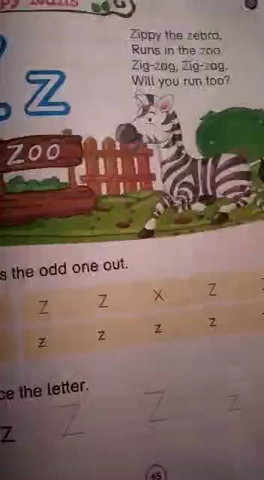 Zippy the zebra,
Runs in the zoo.
Zig-zag, Zig-zag,
Will you run too?
z
ZOO
the odd one out.
Z Z X Z
z z z z
the letter.
Z Z Z Z